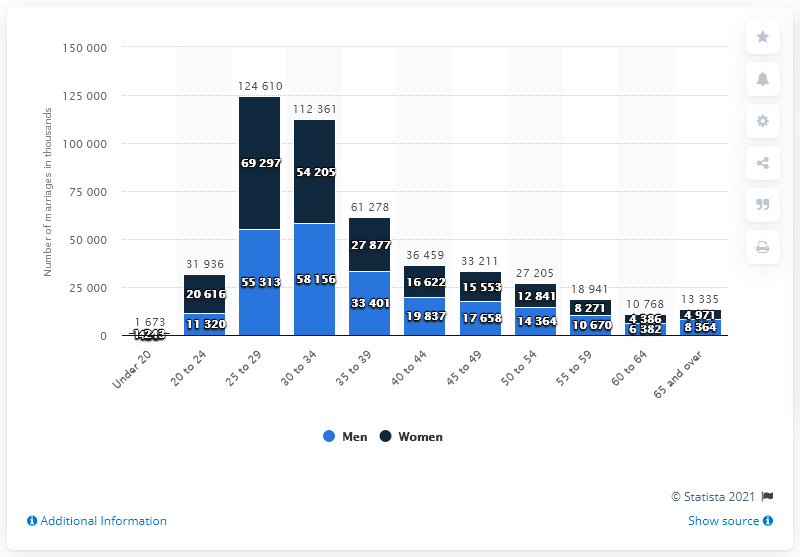 150 000
125 000
100 000
75 000
50 000
25 000
0
Number of marriages in thousands
1 673
31 936
20 616
11 320
124 610
69 297
55 313
112 361
54 205
58 156
61 278
27 877
33 401
36 459
16 622
19 837
33 211
15 553
17 658
27 205
12 841
14 364
18 941
8 271
10 670
10 768
4 386
6 382
13 335
4 971
8 364
Under 20
20 to 24
25 to 29
30 to 34
35 to 39
40 to 44
45 to 49
50 to 54
55 to 59
60 to 64
65 and over
Men Women
© Statista 2021
Additional Information
Show source